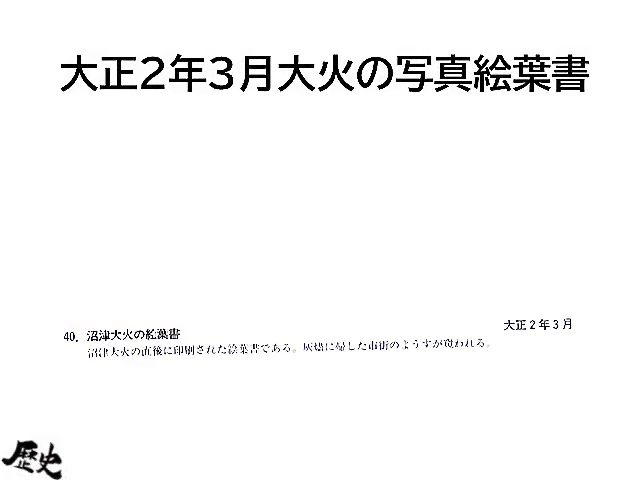 大正2年3月大火の写真絵葉書
40. 沼津大火の絵葉書 大正2年3月
沼津大火の直後に印刷された絵葉書である。灰燼に帰した市街のようすが窺われる。
歴史